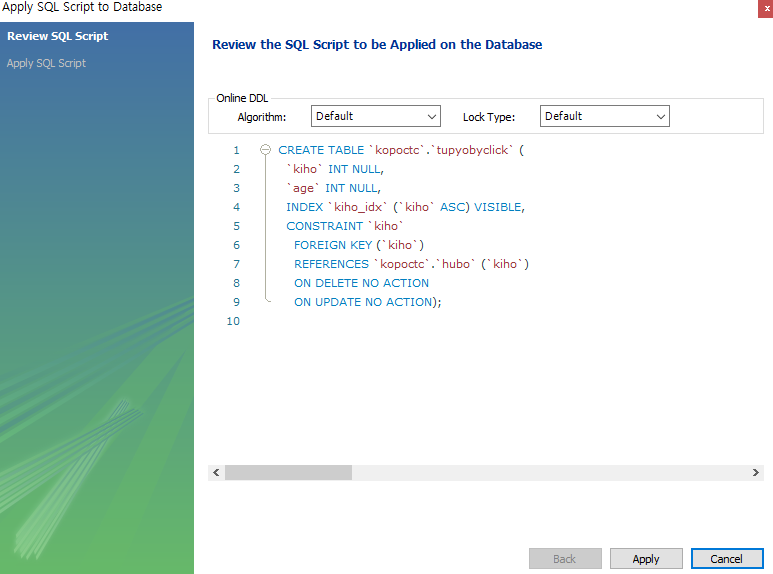 Apply SQL Script to Database
x
Review SQL Script
Apply SQL Script
Review the SQL Script to be Applied on the Database
Online DDL
Algorithm: Default Lock Type: Default
1 CREATE TABLE `kopoctc`.`tupyobyclick` (
2 `kiho` INT NULL,
3 `age` INT NULL,
4 INDEX `kiho_idx` (`kiho` ASC) VISIBLE,
5 CONSTRAINT `kiho`
6 FOREIGN KEY (`kiho`)
7 REFERENCES `kopoctc`.`hubo` (`kiho`)
8 ON DELETE NO ACTION
9 ON UPDATE NO ACTION);
10
Back Apply Cancel